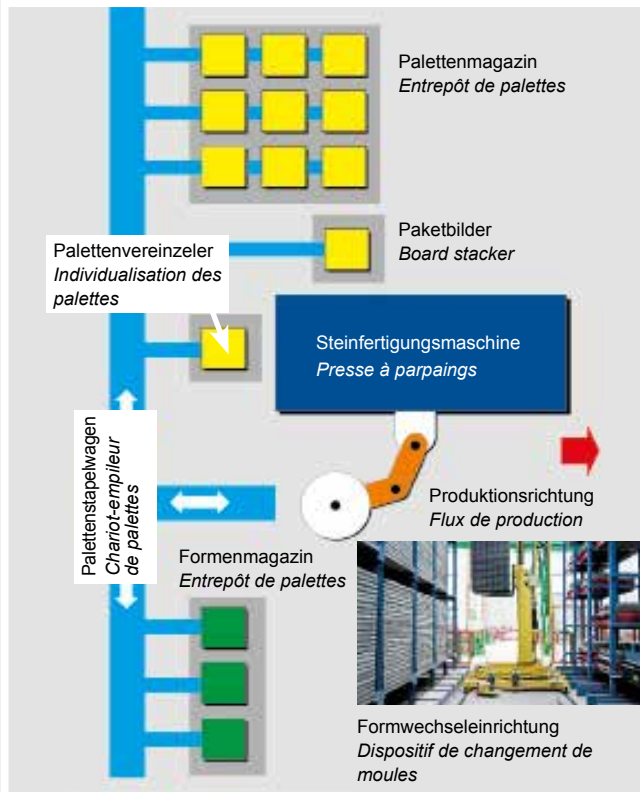 Palettenmagazin
Entrepôt de palettes
Paketbilder
Board stacker
Palettenvereinzeler
Individualisation des
palettes
Steinfertigungsmaschine
Presse à parpaings
Palettenstapelwagen
Chariot-empileur
de palettes
Produktionsrichtung
Flux de production
Formenmagazin
Entrepôt de palettes
Formwechseleinrichtung
Dispositif de changement de
moules